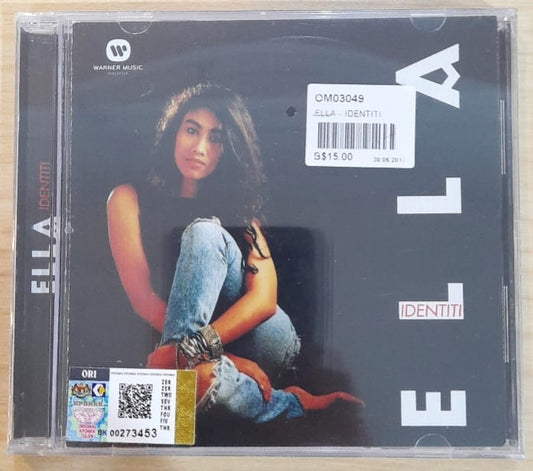 WARNER MUSIC
ELLA
IDENTITI
OM03049
ELLA - IDENTITI
B$15.00
ELLA
IDENTITI
ORI
BK 00273453
ZER
ZER
TWO
SEV
THR
FOU
FIV
THR